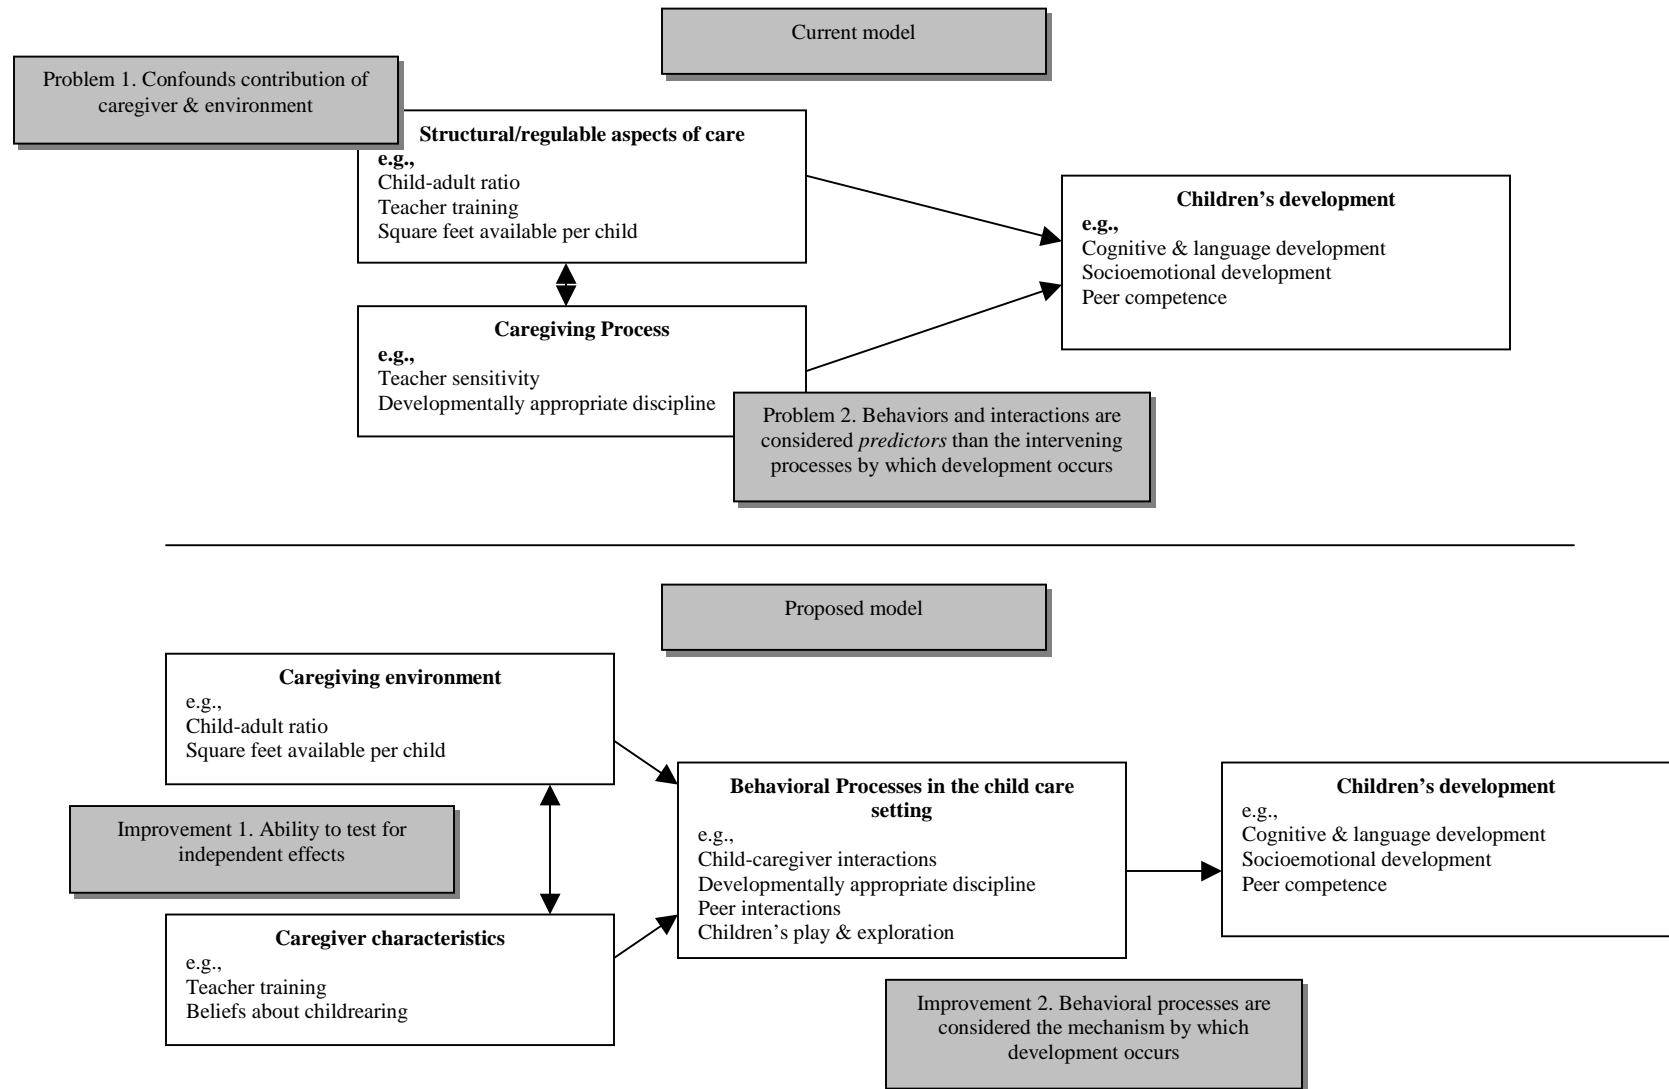 Current model
Problem 1. Confounds contribution of
caregiver & environment
Structural/regulable aspects of care
e.g.,
Child-adult ratio
Teacher training
Square feet available per child
Children's development
e.g.,
Cognitive & language development
Socioemotional development
Peer competence
Caregiving Process
e.g.,
Teacher sensitivity
Developmentally appropriate discipline
Problem 2. Behaviors and interactions are
considered predictors than the intervening
processes by which development occurs
Proposed model
Caregiving environment
e.g.,
Child-adult ratio
Square feet available per child
Improvement 1. Ability to test for
independent effects
Caregiver characteristics
e.g.,
Teacher training
Beliefs about childrearing
Behavioral Processes in the child care
setting
e.g.,
Child-caregiver interactions
Developmentally appropriate discipline
Peer interactions
Children's play & exploration
Children's development
e.g.,
Cognitive & language development
Socioemotional development
Peer competence
Improvement 2. Behavioral processes are
considered the mechanism by which
development occurs